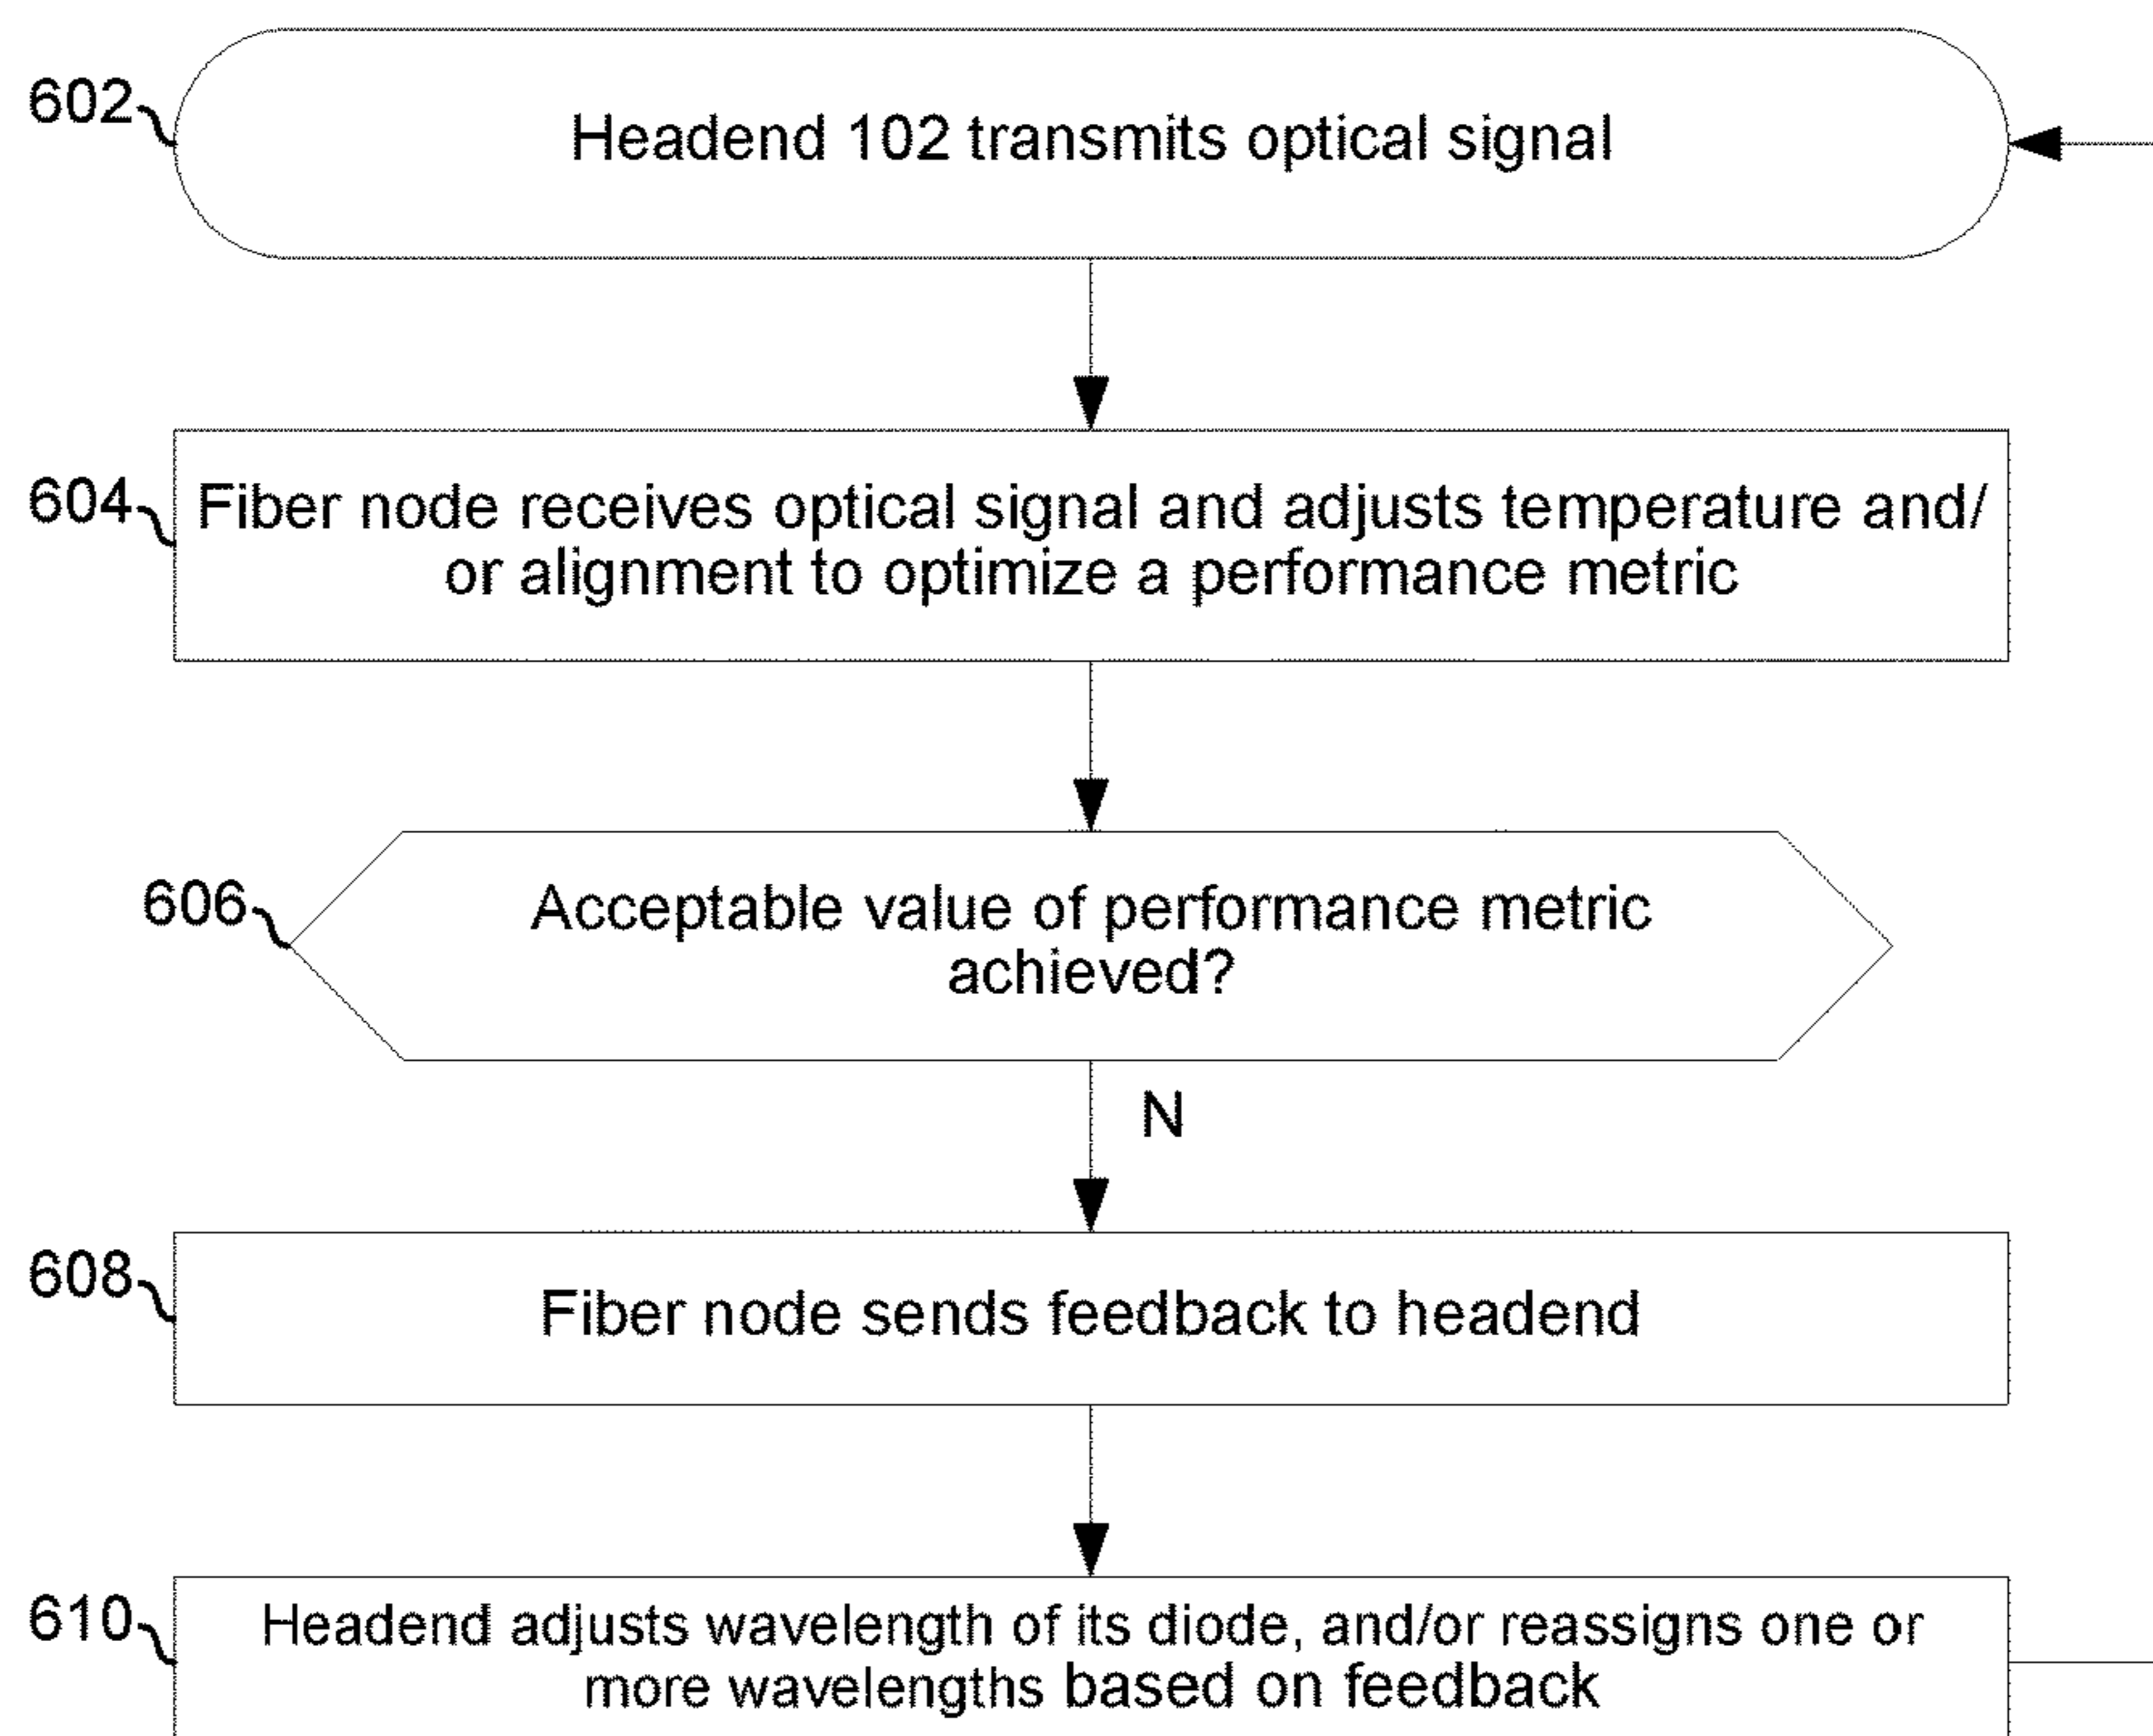 602
Headend 102 transmits optical signal
604
Fiber node receives optical signal and adjusts temperature and/
or alignment to optimize a performance metric
606
Acceptable value of performance metric
achieved?
N
608
Fiber node sends feedback to headend
610
Headend adjusts wavelength of its diode, and/or reassigns one or
more wavelengths based on feedback